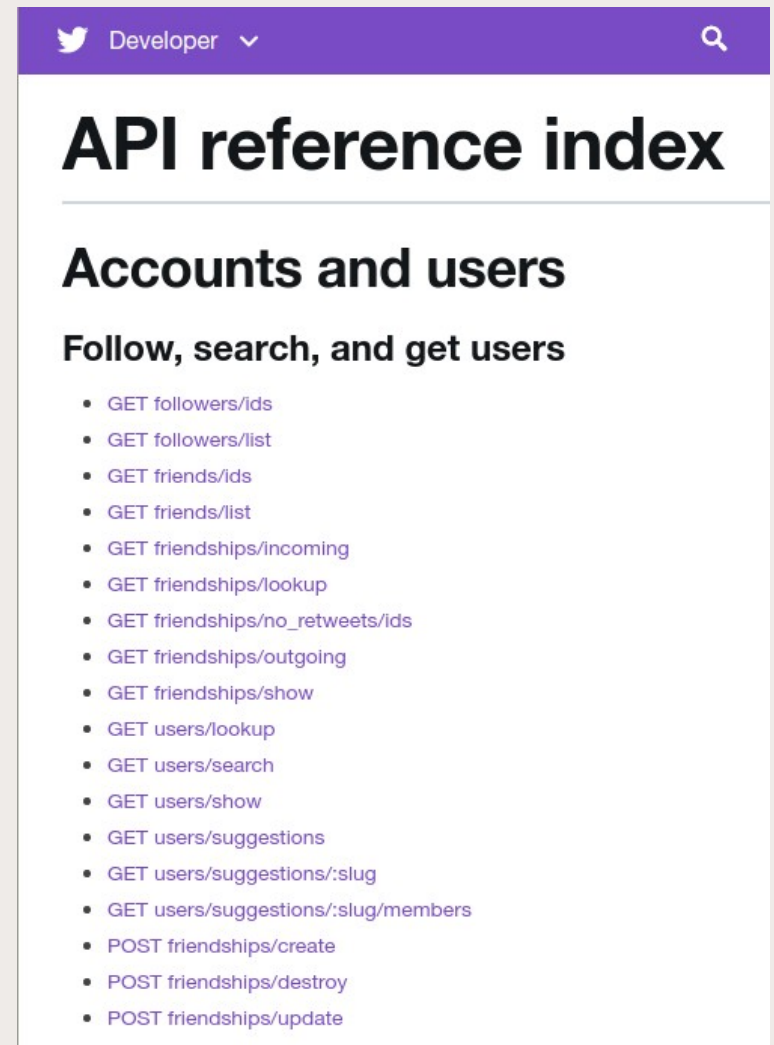 Developer
API reference index
Accounts and users
Follow, search, and get users
GET followers/ids
GET followers/list
GET friends/ids
GET friends/list
GET friendships/incoming
GET friendships/lookup
GET friendships/no_retweets/ids
GET friendships/outgoing
GET friendships/show
GET users/lookup
GET users/search
GET users/show
GET users/suggestions
GET users/suggestions/:slug
GET users/suggestions/:slug/members
POST friendships/create
POST friendships/destroy
POST friendships/update